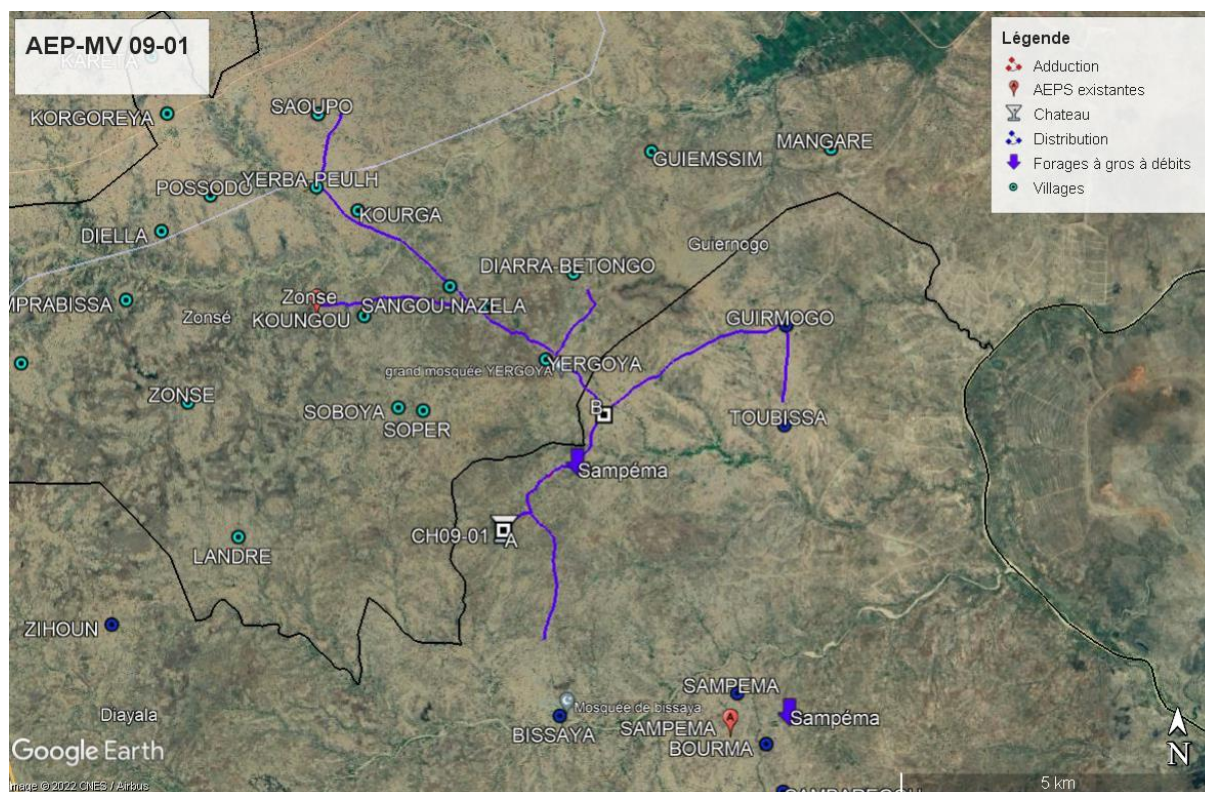 AEP-MV 09-01
KARETA
Légende
Adduction
AEPS existantes
Chateau
Distribution
Forages à gros à débits
Villages
KORGOREYA
SAOUPO
GUIEMSSIM
MANGARE
POSSODO
YERBA-PEULH
KOURGA
DIELLA
Guiernogo
DIARRA-BETONGO
MPRABISSA
Zonsé
Zonse
KOUNGOU
SANGOU-NAZELA
GUIRMOGO
grand mosquée YERGOYA
YERGOYA
ZONSE
SOBOYA
SOPER
B
TOUBISSA
Sampéma
CH09-01
A
LANDRE
ZIHOUN
Diayala
SAMPEMA
Mosquée de bissaya
BISSAYA
SAMPEMA
A
Sampéma
BOURMA
Google Earth
N
Image © 2022 CNES / Airbus
5 km